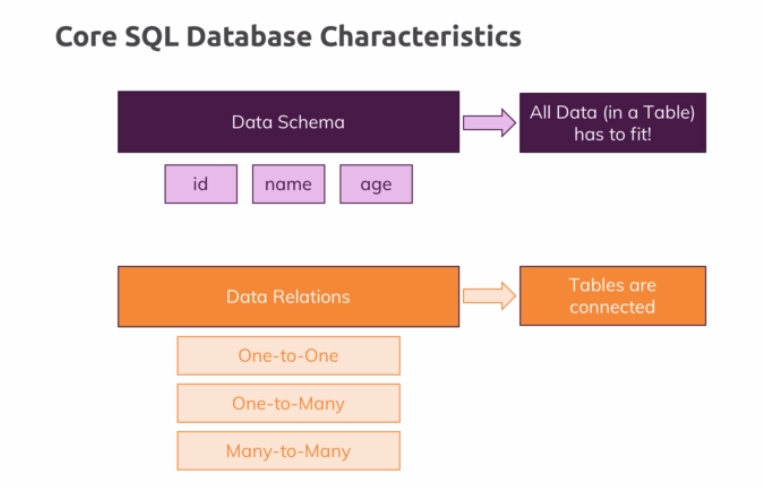 Core SQL Database Characteristics
Data Schema
All Data (in a Table)
has to fit!
id
name
age
Data Relations
Tables are
connected
One-to-One
One-to-Many
Many-to-Many